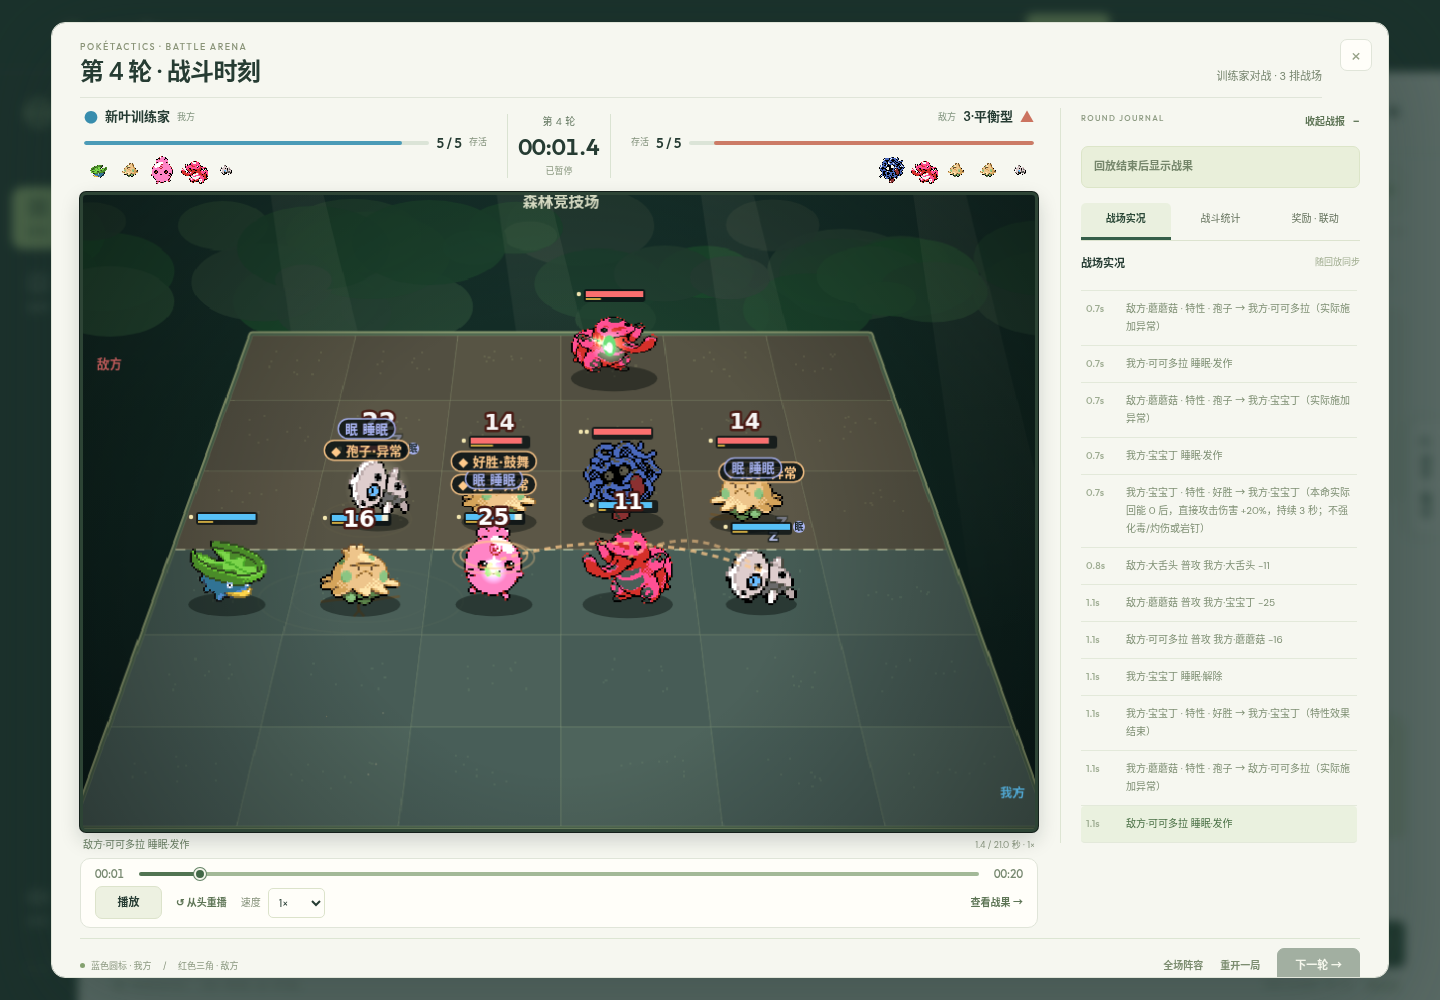 POKÉTACTICS · BATTLE ARENA
第 4 轮 · 战斗时刻
训练家对战 · 3 排战场
×
新叶训练家 我方
5 / 5 存活
第 4 轮
00:01.4
已暂停
敌方 3·平衡型
存活 5 / 5
森林竞技场
敌方
眠 睡眠
◆ 孢子·异常
眠
14
◆ 好胜·鼓舞
眠 睡眠
14
眠 睡眠
常
16
25
11
眠
z
我方
敌方·可可多拉 睡眠·发作
1.4 / 21.0 秒 · 1×
00:01
00:20
播放
↺ 从头重播
速度
1×
查看战果 →
ROUND JOURNAL
收起战报 −
回放结束后显示战果
战场实况
战斗统计
奖励 · 联动
战场实况
随回放同步
0.7s 敌方·蘑蘑菇 · 特性 · 孢子 → 我方·可可多拉（实际施
加异常）
0.7s 我方·可可多拉 睡眠·发作
0.7s 敌方·蘑蘑菇 · 特性 · 孢子 → 我方·宝宝丁（实际施加
异常）
0.7s 我方·宝宝丁 睡眠·发作
0.7s 我方·宝宝丁 · 特性 · 好胜 → 我方·宝宝丁（本命实际
回能 0 后，直接攻击伤害 +20%，持续 3 秒；不强
化毒/灼伤或岩钉）
0.8s 敌方·大舌头 普攻 我方·大舌头 -11
1.1s 敌方·蘑蘑菇 普攻 我方·宝宝丁 -25
1.1s 敌方·可可多拉 普攻 我方·蘑蘑菇 -16
1.1s 我方·宝宝丁 睡眠·解除
1.1s 我方·宝宝丁 · 特性 · 好胜 → 我方·宝宝丁（特性效果
结束）
1.1s 我方·蘑蘑菇 · 特性 · 孢子 → 敌方·可可多拉（实际施
加异常）
1.1s 敌方·可可多拉 睡眠·发作
蓝色圆标 · 我方 / 红色三角 · 敌方
全场阵容
重开一局
下一轮 →